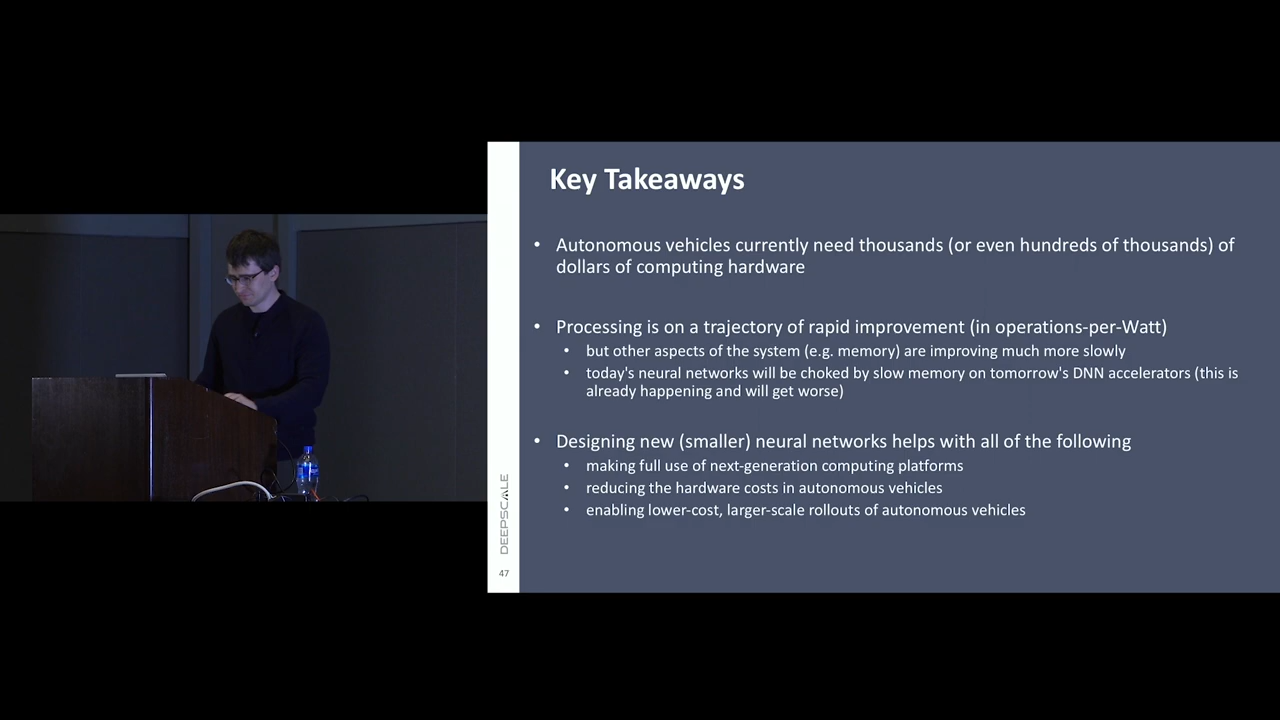 Key Takeaways
• Autonomous vehicles currently need thousands (or even hundreds of thousands) of
dollars of computing hardware
• Processing is on a trajectory of rapid improvement (in operations-per-Watt)
• but other aspects of the system (e.g. memory) are improving much more slowly
• today's neural networks will be choked by slow memory on tomorrow's DNN accelerators (this is
already happening and will get worse)
• Designing new (smaller) neural networks helps with all of the following
• making full use of next-generation computing platforms
• reducing the hardware costs in autonomous vehicles
• enabling lower-cost, larger-scale rollouts of autonomous vehicles
DEEPSCALE
47